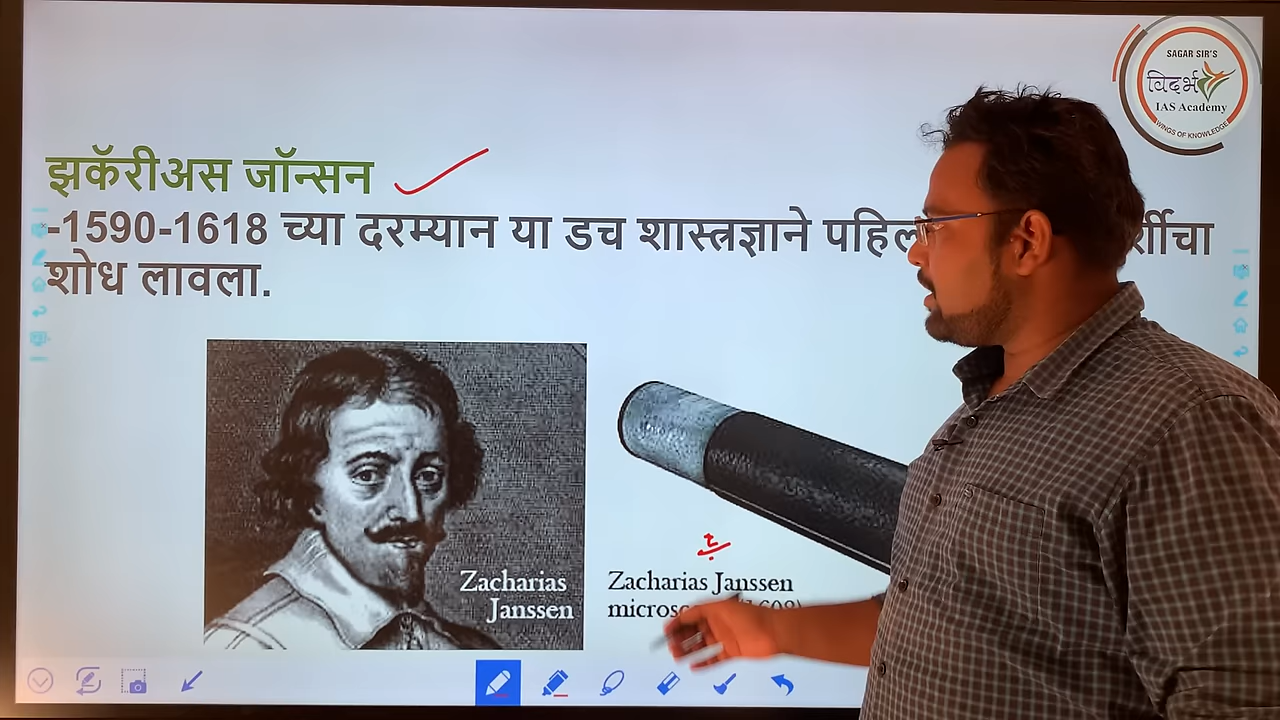 SAGAR SIR'S
विदर्भ
IAS Academy
WINGS OF KNOWLEDGE
झकॅरीअस जॉन्सन
-1590-1618 च्या दरम्यान या डच शास्त्रज्ञाने
शोध लावला.
Zacharias
Janssen
Zacharias Janssen